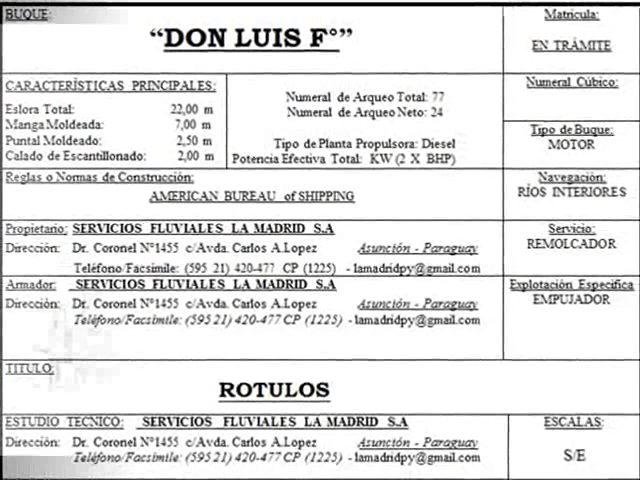 BUQUE:
“DON LUIS F°”
Matricula:
EN TRÁMITE
CARACTERÍSTICAS PRINCIPALES:
Eslora Total: 22,00 m
Manga Moldeada: 7,00 m
Puntal Moldeado: 2,50 m
Calado de Escantillonado: 2,00 m
Numeral de Arqueo Total: 77
Numeral de Arqueo Neto: 24
Tipo de Planta Propulsora: Diesel
Potencia Efectiva Total: KW (2 X BHP)
Numeral Cúbico:
Tipo de Buque:
MOTOR
Reglas o Normas de Construcción:
AMERICAN BUREAU of SHIPPING
Navegación:
RÍOS INTERIORES
Propietario: SERVICIOS FLUVIALES LA MADRID S.A
Dirección: Dr. Coronel N°1455 c/Avda. Carlos A.Lopez Asunción - Paraguay
Teléfono/Facsimile: (595 21) 420-477 CP (1225) - lamadridpy@gmail.com
Servicio:
REMOLCADOR
Armador: SERVICIOS FLUVIALES LA MADRID S.A
Dirección: Dr. Coronel N°1455 c/Avda. Carlos A.Lopez Asunción - Paraguay
Teléfono/Facsimile: (595 21) 420-477 CP (1225) - lamadridpy@gmail.com
Explotación Especifica
EMPUJADOR
TITULO:
ROTULOS
ESTUDIO TECNICO: SERVICIOS FLUVIALES LA MADRID S.A
Dirección: Dr. Coronel N°1455 c/Avda. Carlos A.Lopez Asunción - Paraguay
Teléfono/Facsimile: (595 21) 420-477 CP (1225) - lamadridpy@gmail.com
ESCALAS:
S/E